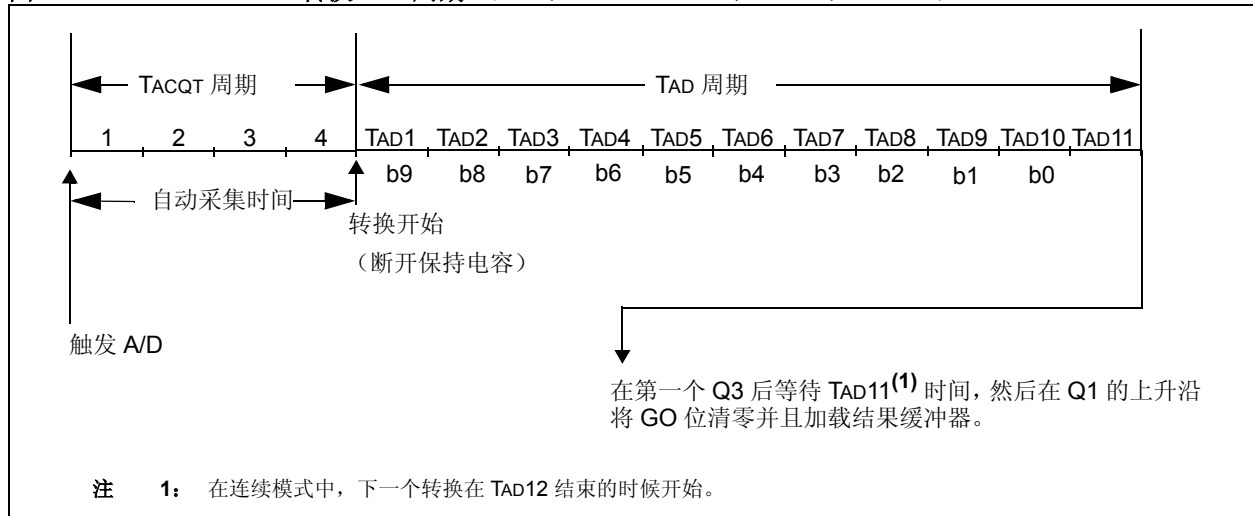 TACQT 周期
TAD 周期
1 2 3 4 TAD1 TAD2 TAD3 TAD4 TAD5 TAD6 TAD7 TAD8 TAD9 TAD10 TAD11
b9 b8 b7 b6 b5 b4 b3 b2 b1 b0
自动采集时间
转换开始
（断开保持电容）
触发 A/D
在第一个 Q3 后等待 TAD11(1) 时间，然后在 Q1 的上升沿
将 GO 位清零并且加载结果缓冲器。
注 1： 在连续模式中，下一个转换在 TAD12 结束的时候开始。